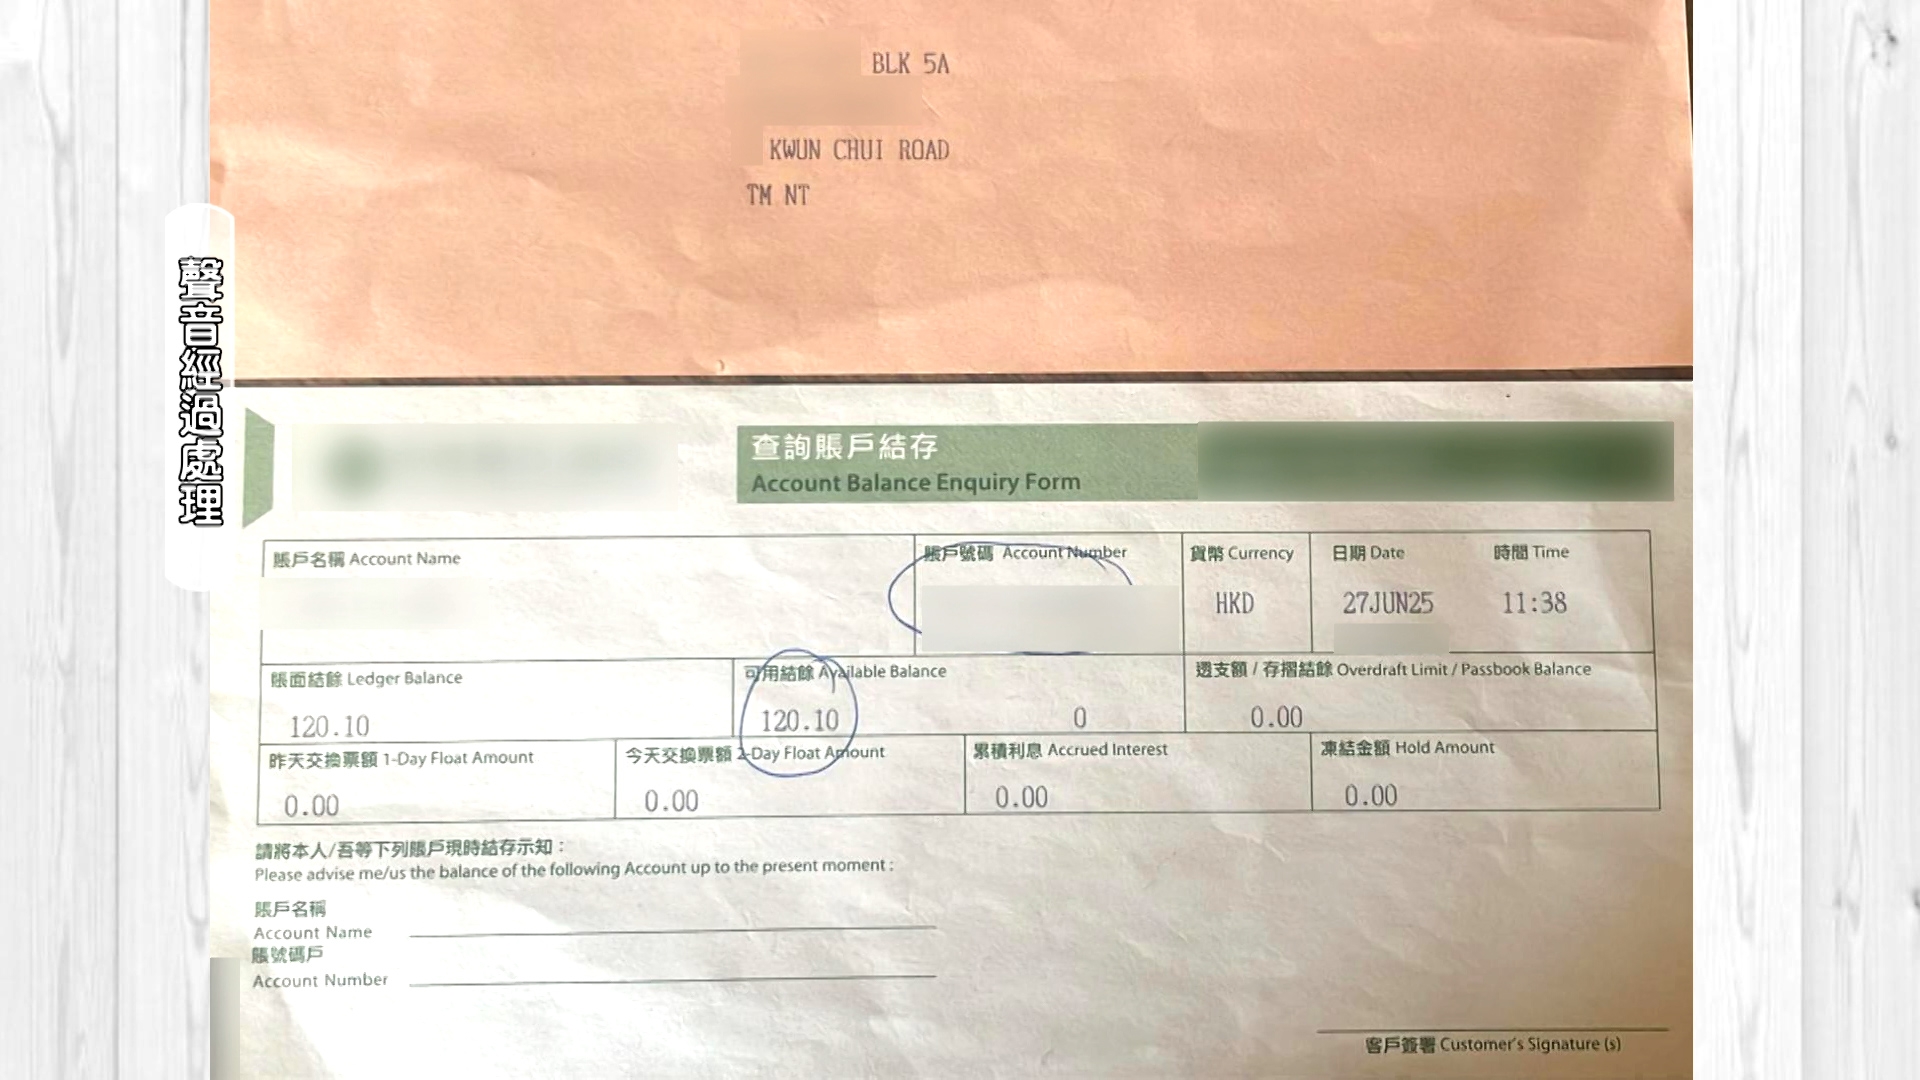 BLK 5A
KWUN CHUI ROAD
TM NT
聲音經過處理
查詢賬戶結存
Account Balance Enquiry Form
賬戶名稱 Account Name
賬戶號碼 Account Number
貨幣 Currency
日期 Date
時間 Time
HKD
27JUN25
11:38
賬面結餘 Ledger Balance
可用結餘 Available Balance
透支額 / 存摺結餘 Overdraft Limit / Passbook Balance
120.10
120.10
0
0.00
昨天交換票額 1-Day Float Amount
今天交換票額 2-Day Float Amount
累積利息 Accrued Interest
凍結金額 Hold Amount
0.00
0.00
0.00
0.00
請將本人/吾等下列賬戶現時結存示知：
Please advise me/us the balance of the following Account up to the present moment :
賬戶名稱
Account Name
賬號碼戶
Account Number
客戶簽署 Customer's Signature (s)